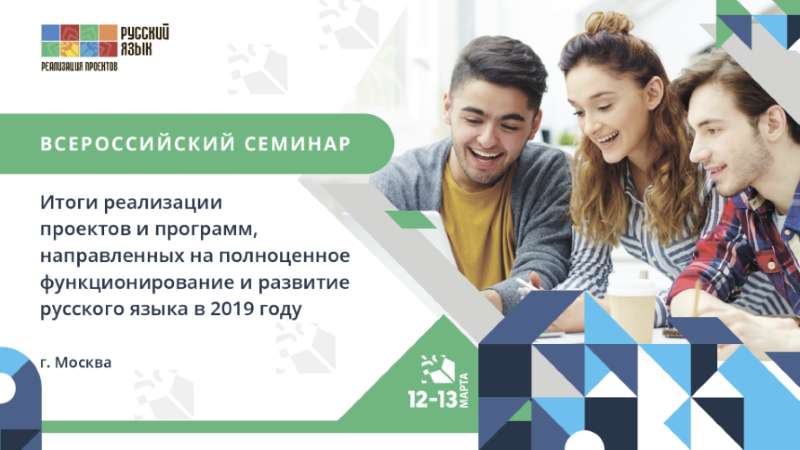 РУССКИЙ
ЯЗЫК
РЕАЛИЗАЦИЯ ПРОЕКТОВ
ВСЕРОССИЙСКИЙ СЕМИНАР
Итоги реализации
проектов и программ,
направленных на полноценное
функционирование и развитие
русского языка в 2019 году
г. Москва
12-13
МАРТА